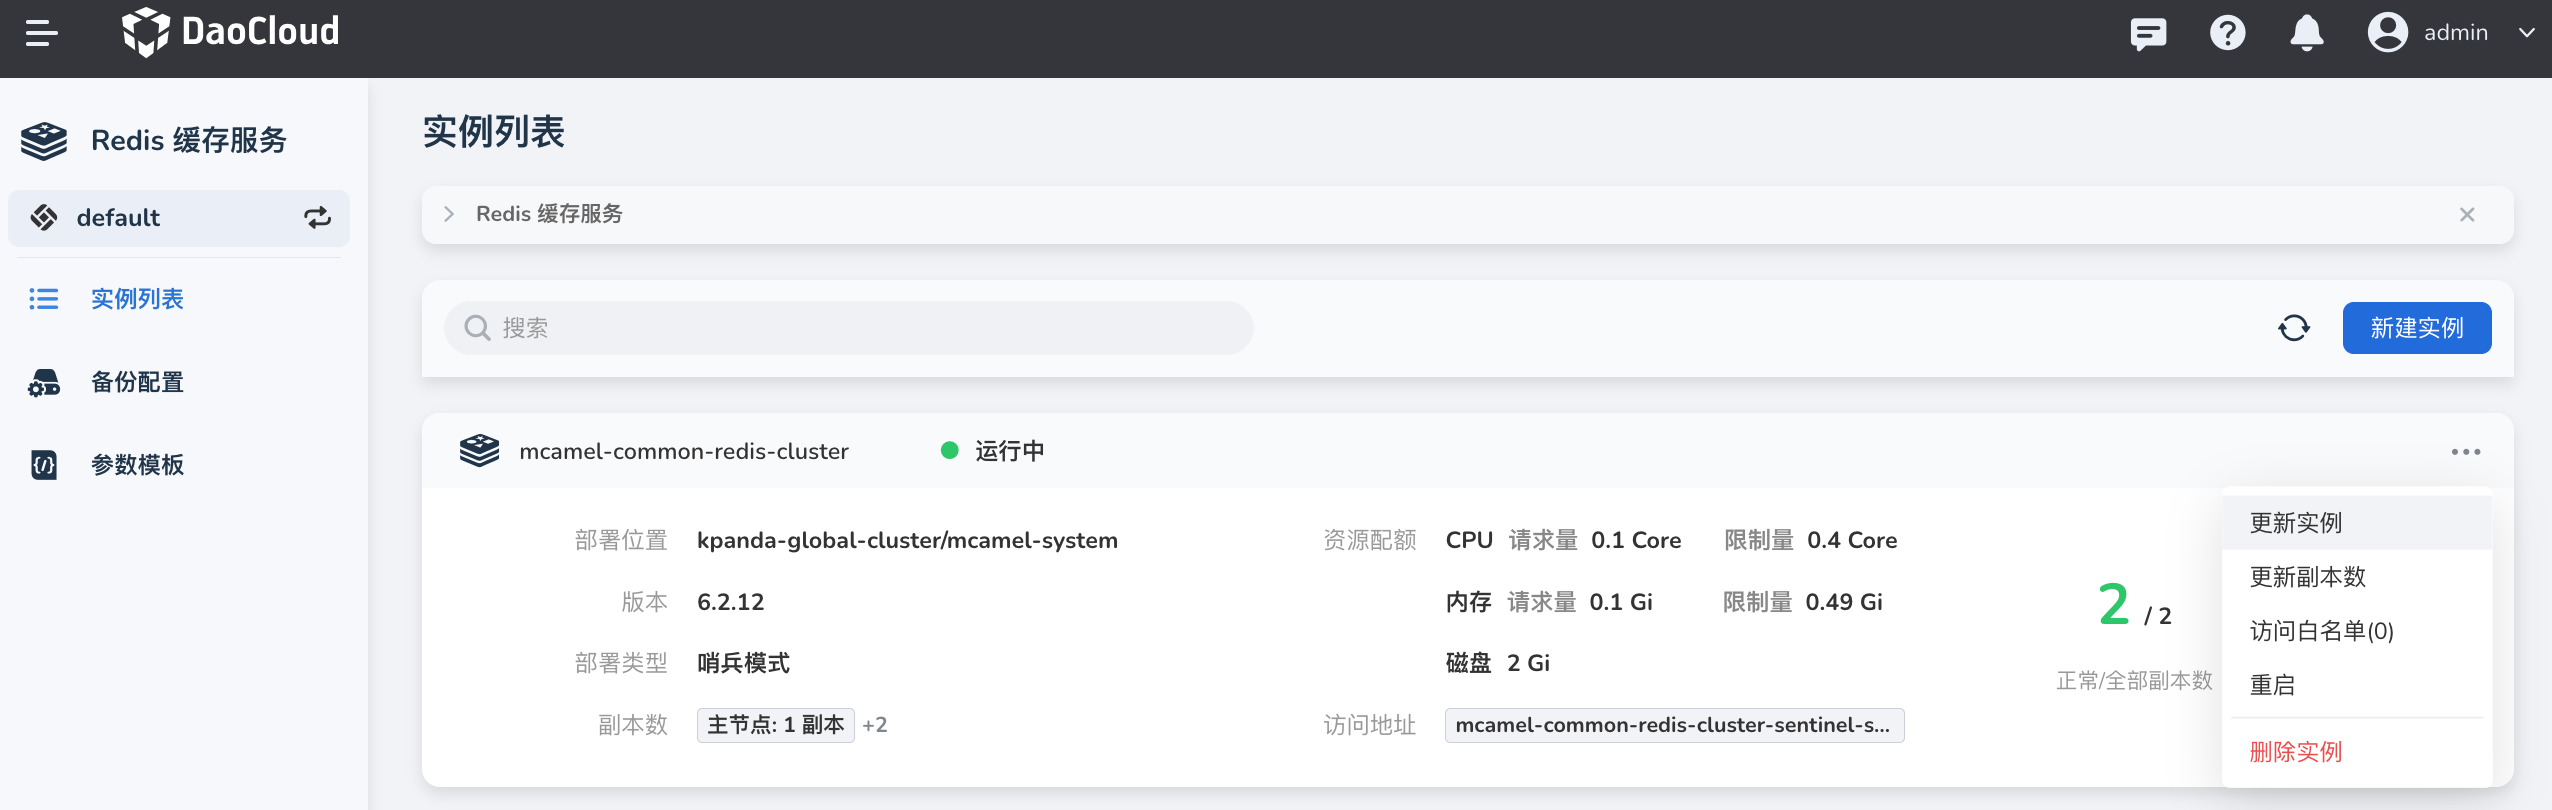 DaoCloud
admin
Redis 缓存服务
default
实例列表
备份配置
参数模板
实例列表
Redis 缓存服务
搜索
新建实例
mcamel-common-redis-cluster 运行中
部署位置 kpanda-global-cluster/mcamel-system
版本 6.2.12
部署类型 哨兵模式
副本数 主节点: 1 副本 +2
资源配额 CPU 请求量 0.1 Core 限制量 0.4 Core
内存 请求量 0.1 Gi 限制量 0.49 Gi
磁盘 2 Gi
访问地址 mcamel-common-redis-cluster-sentinel-s...
2 / 2
正常/全部副本数
更新实例
更新副本数
访问白名单(0)
重启
删除实例